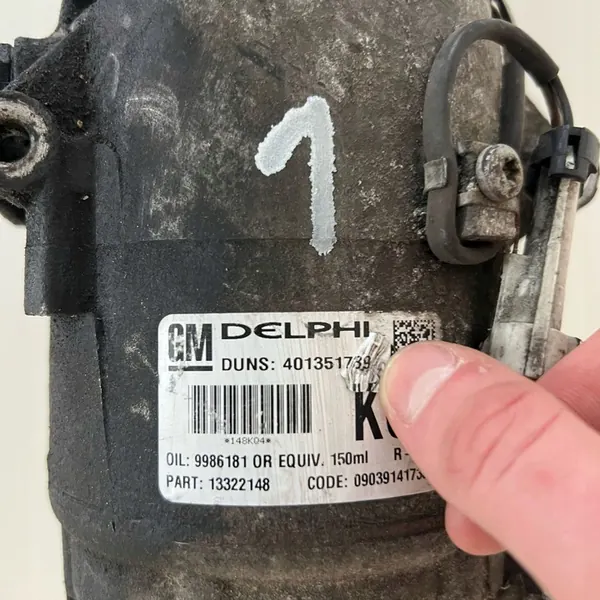 1
GM DELPHI
DUNS: 401351739
*148K04*
K
OIL: 9986181 OR EQUIV. 150ml R-
PART: 13322148 CODE: 0903914173